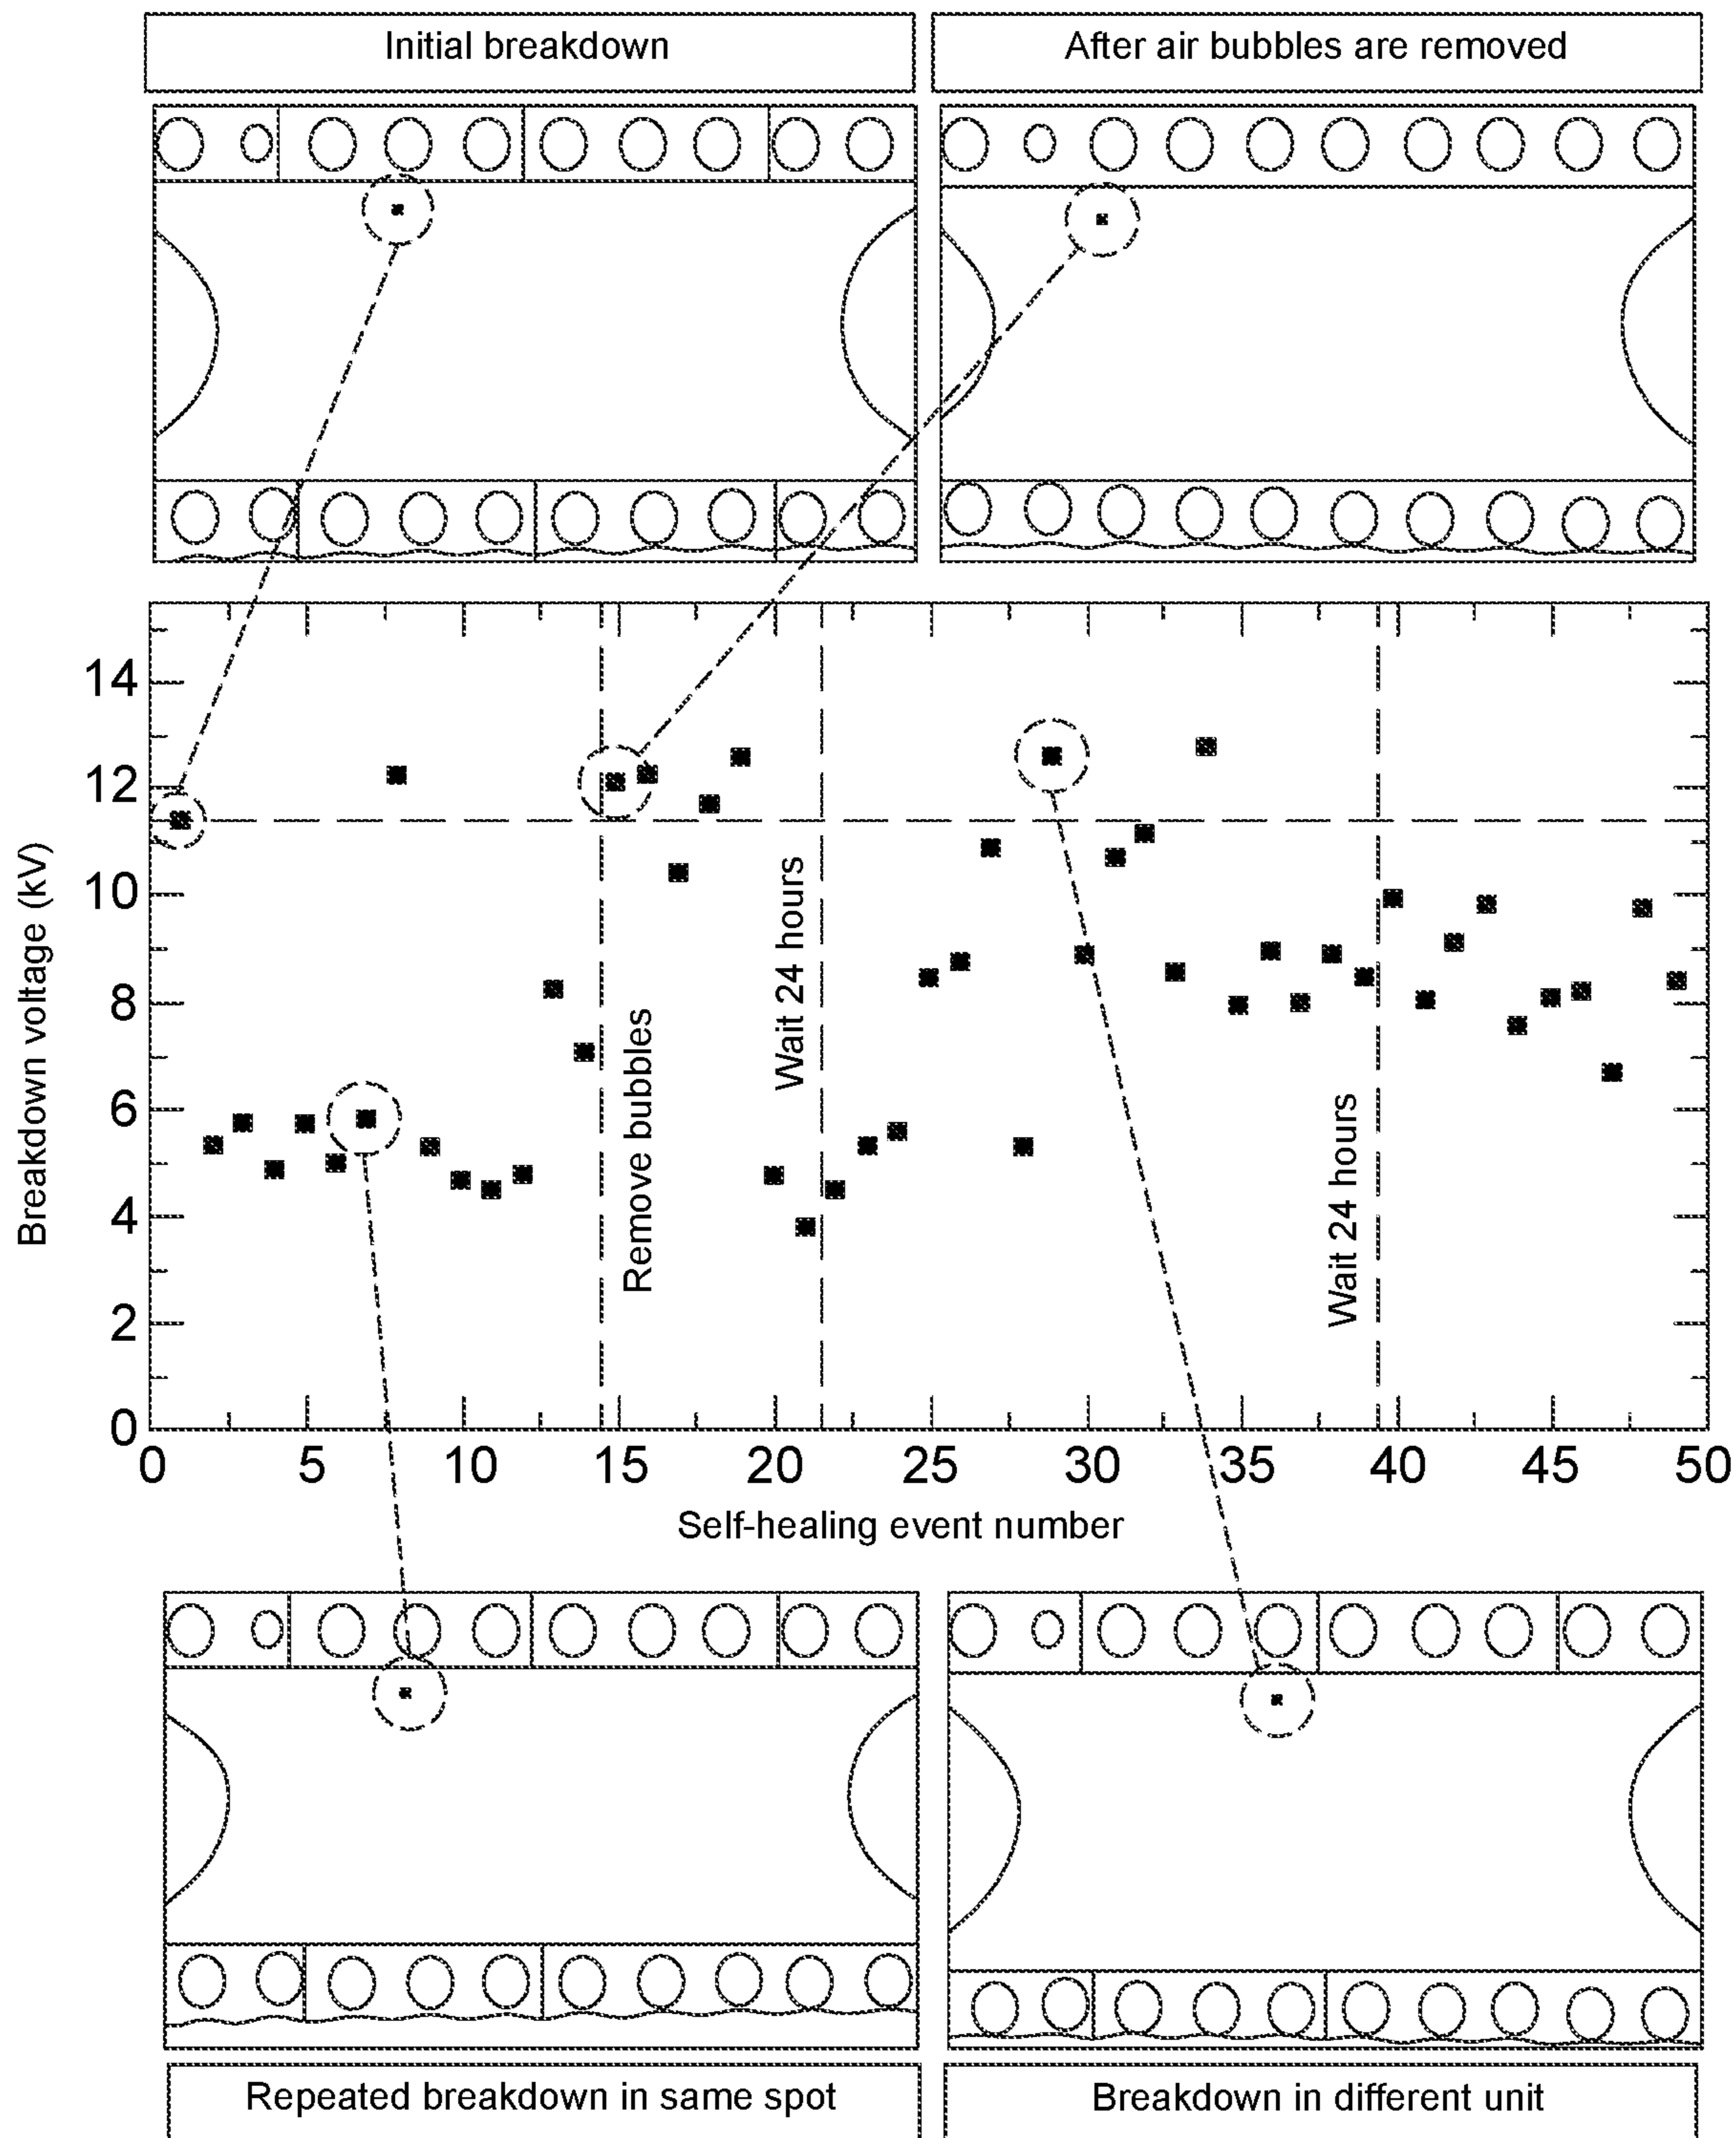 Initial breakdown
After air bubbles are removed
Breakdown voltage (kV)
14
12
10
8
6
4
2
0
Remove bubbles
Wait 24 hours
Wait 24 hours
0 5 10 15 20 25 30 35 40 45 50
Self-healing event number
Repeated breakdown in same spot
Breakdown in different unit